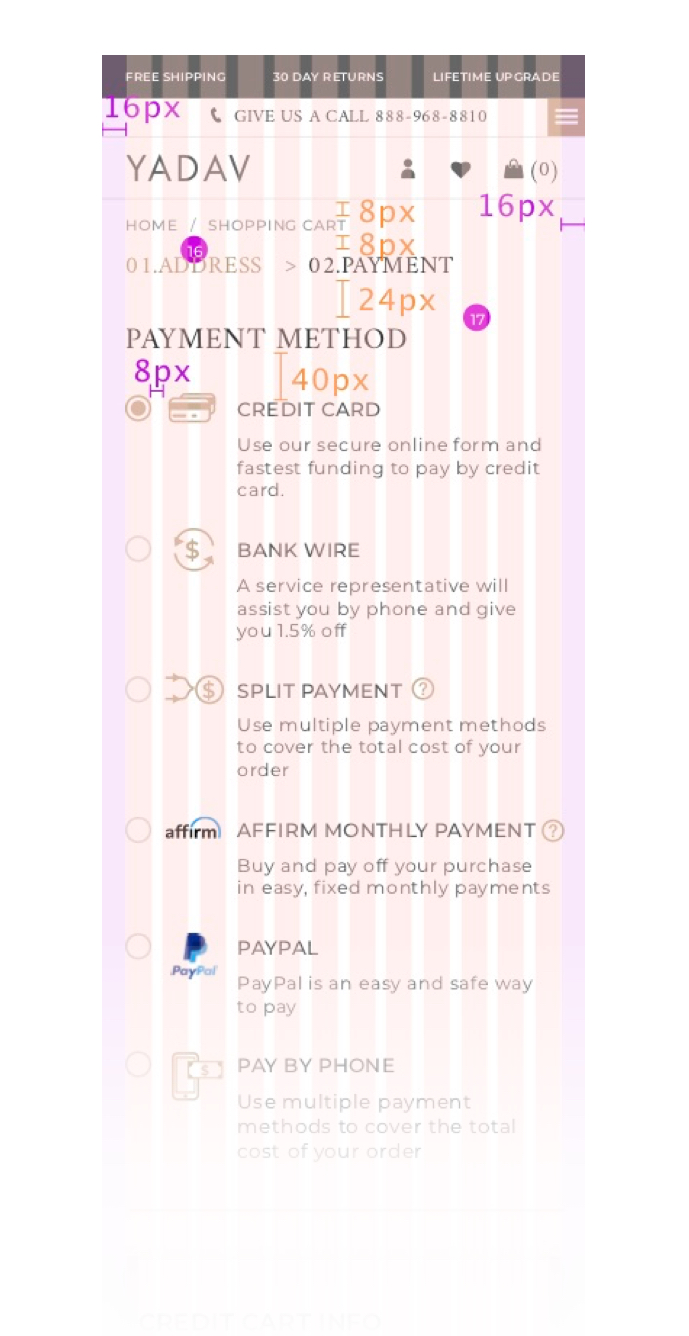 FREE SHIPPING 30 DAY RETURNS LIFETIME UPGRADE
16px
GIVE US A CALL 888-968-8810
YADAV (0)
8px 16px
HOME / SHOPPING CART
8px
16
01.ADDRESS > 02.PAYMENT
24px
17
PAYMENT METHOD
8px
40px
CREDIT CARD
Use our secure online form and
fastest funding to pay by credit
card.
$ BANK WIRE
A service representative will
assist you by phone and give
you 1.5% off
$ SPLIT PAYMENT ?
Use multiple payment methods
to cover the total cost of your
order
affirm AFFIRM MONTHLY PAYMENT ?
Buy and pay off your purchase
in easy, fixed monthly payments
PAYPAL
PayPal
PayPal is an easy and safe way
to pay
PAY BY PHONE
$
Use multiple payment
methods to cover the total
cost of your order
CREDIT CART INFO